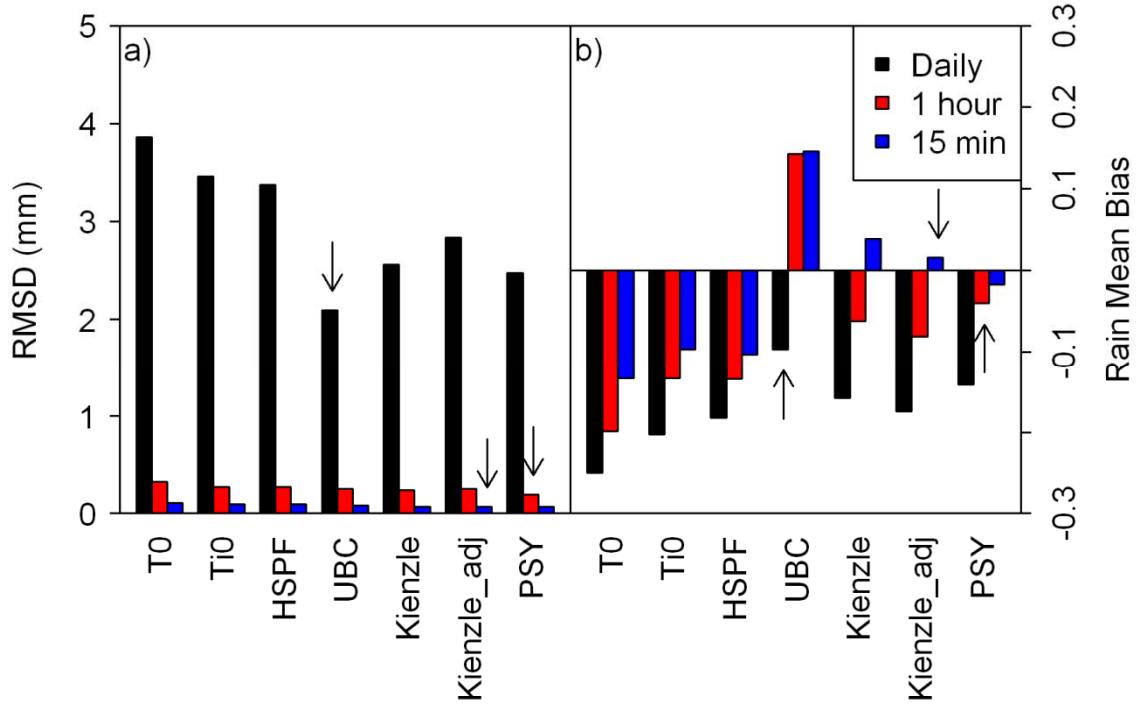 a)
b)
Daily
1 hour
15 min
RMSD (mm)
5
4
3
2
1
0
0.3
0.2
0.1
-0.1
-0.3
Rain Mean Bias
T0
Ti0
HSPF
UBC
Kienzle
Kienzle_adj
PSY
T0
Ti0
HSPF
UBC
Kienzle
Kienzle_adj
PSY